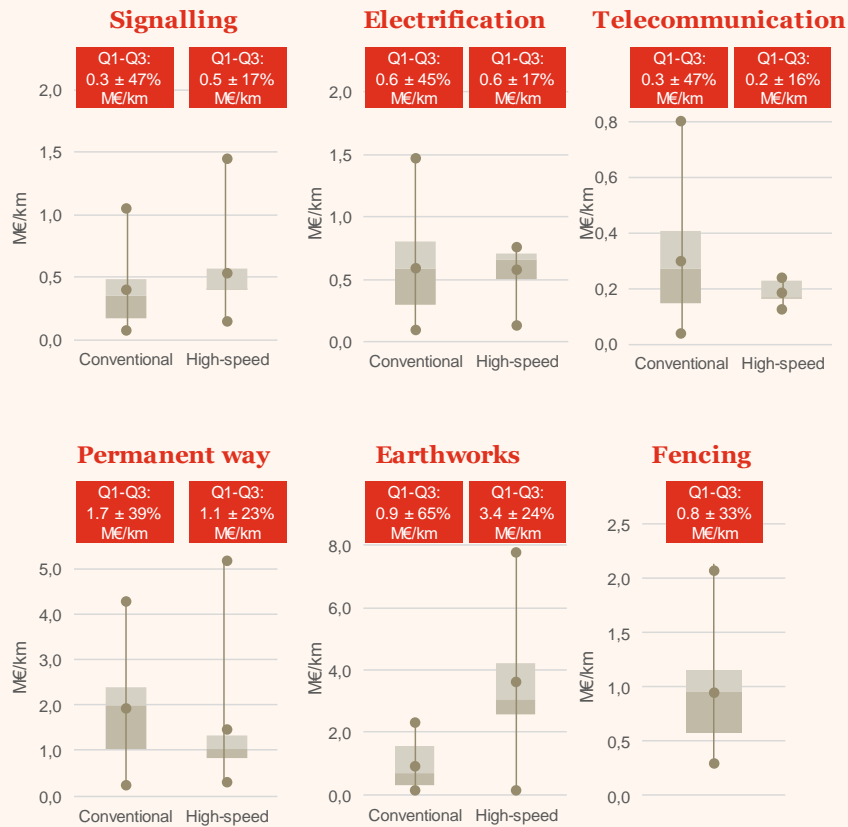 Signalling
Q1-Q3:
0.3 ± 47%
M€/km
Q1-Q3:
0.5 ± 17%
M€/km
2,0
1,5
1,0
0,5
0,0
M€/km
Conventional
High-speed
Electrification
Q1-Q3:
0.6 ± 45%
M€/km
Q1-Q3:
0.6 ± 17%
M€/km
2,0
1,5
1,0
0,5
0,0
M€/km
Conventional
High-speed
Telecommunication
Q1-Q3:
0.3 ± 47%
M€/km
Q1-Q3:
0.2 ± 16%
M€/km
0,8
0,6
0,4
0,2
0,0
M€/km
Conventional
High-speed
Permanent way
Q1-Q3:
1.7 ± 39%
M€/km
Q1-Q3:
1.1 ± 23%
M€/km
5,0
4,0
3,0
2,0
1,0
0,0
M€/km
Conventional
High-speed
Earthworks
Q1-Q3:
0.9 ± 65%
M€/km
Q1-Q3:
3.4 ± 24%
M€/km
8,0
6,0
4,0
2,0
0,0
M€/km
Conventional
High-speed
Fencing
Q1-Q3:
0.8 ± 33%
M€/km
2,5
2,0
1,5
1,0
0,5
0,0
M€/km